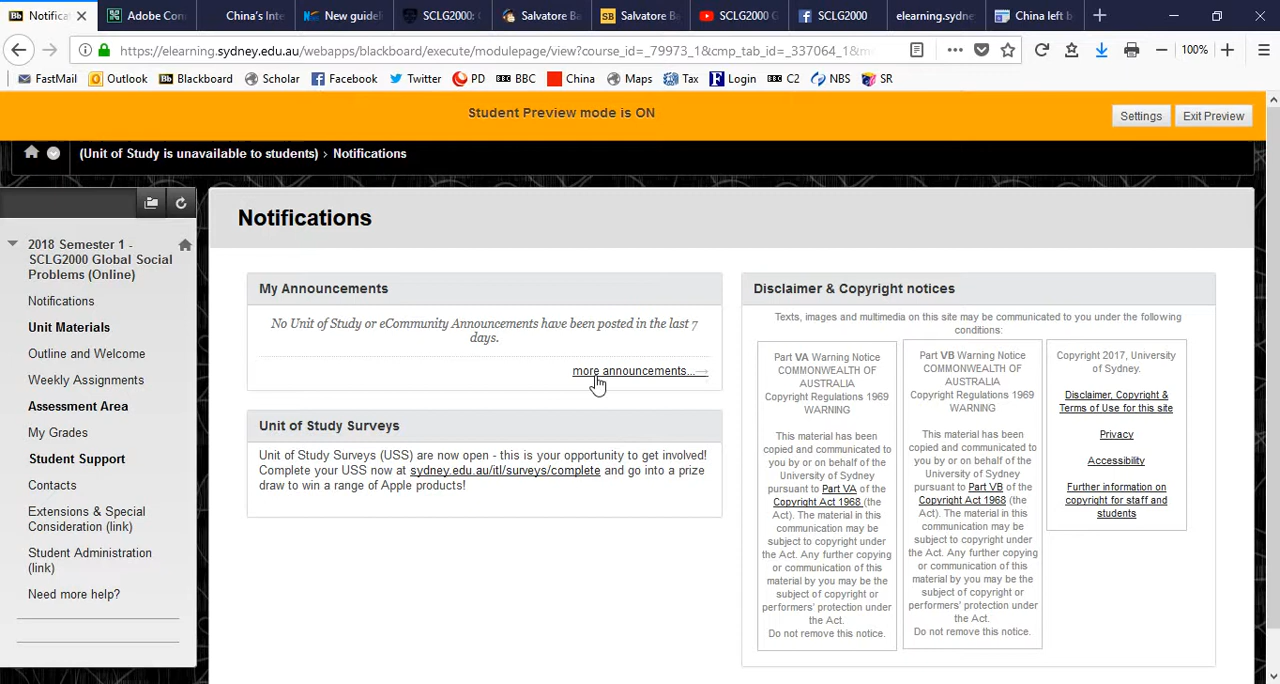 Notifica
Adobe Con
China's Inte
New guideli
SCLG2000:
Salvatore Ba
Salvatore Ba
SCLG2000 G
SCLG2000
elearning.sydne
China left b
https://elearning.sydney.edu.au/webapps/blackboard/execute/modulepage/view?course_id=_79973_1&cmp_tab_id=_337064_1&m
100%
FastMail
Outlook
Blackboard
Scholar
Facebook
Twitter
PD
BBC
China
Maps
Tax
Login
C2
NBS
SR
Student Preview mode is ON
Settings
Exit Preview
(Unit of Study is unavailable to students) › Notifications
2018 Semester 1 -
SCLG2000 Global Social
Problems (Online)
Notifications
Unit Materials
Outline and Welcome
Weekly Assignments
Assessment Area
My Grades
Student Support
Contacts
Extensions & Special
Consideration (link)
Student Administration
(link)
Need more help?
Notifications
My Announcements
No Unit of Study or eCommunity Announcements have been posted in the last 7
days.
more announcements...→
Unit of Study Surveys
Unit of Study Surveys (USS) are now open - this is your opportunity to get involved!
Complete your USS now at sydney.edu.au/itl/surveys/complete and go into a prize
draw to win a range of Apple products!
Disclaimer & Copyright notices
Texts, images and multimedia on this site may be communicated to you under the following
conditions:
Part VA Warning Notice
COMMONWEALTH OF
AUSTRALIA
Copyright Regulations 1969
WARNING
This material has been
copied and communicated to
you by or on behalf of the
University of Sydney
pursuant to Part VA of the
Copyright Act 1968 (the
Act). The material in this
communication may be
subject to copyright under
the Act. Any further copying
or communication of this
material by you may be the
subject of copyright or
performers' protection under
the Act.
Do not remove this notice.
Part VB Warning Notice
COMMONWEALTH OF
AUSTRALIA
Copyright Regulations 1969
WARNING
This material has been
copied and communicated to
you by or on behalf of the
University of Sydney
pursuant to Part VB of the
Copyright Act 1968 (the
Act). The material in this
communication may be
subject to copyright under
the Act. Any further copying
or communication of this
material by you may be the
subject of copyright or
performers' protection under
the Act.
Do not remove this notice.
Copyright 2017, University
of Sydney.
Disclaimer, Copyright &
Terms of Use for this site
Privacy
Accessibility
Further information on
copyright for staff and
students